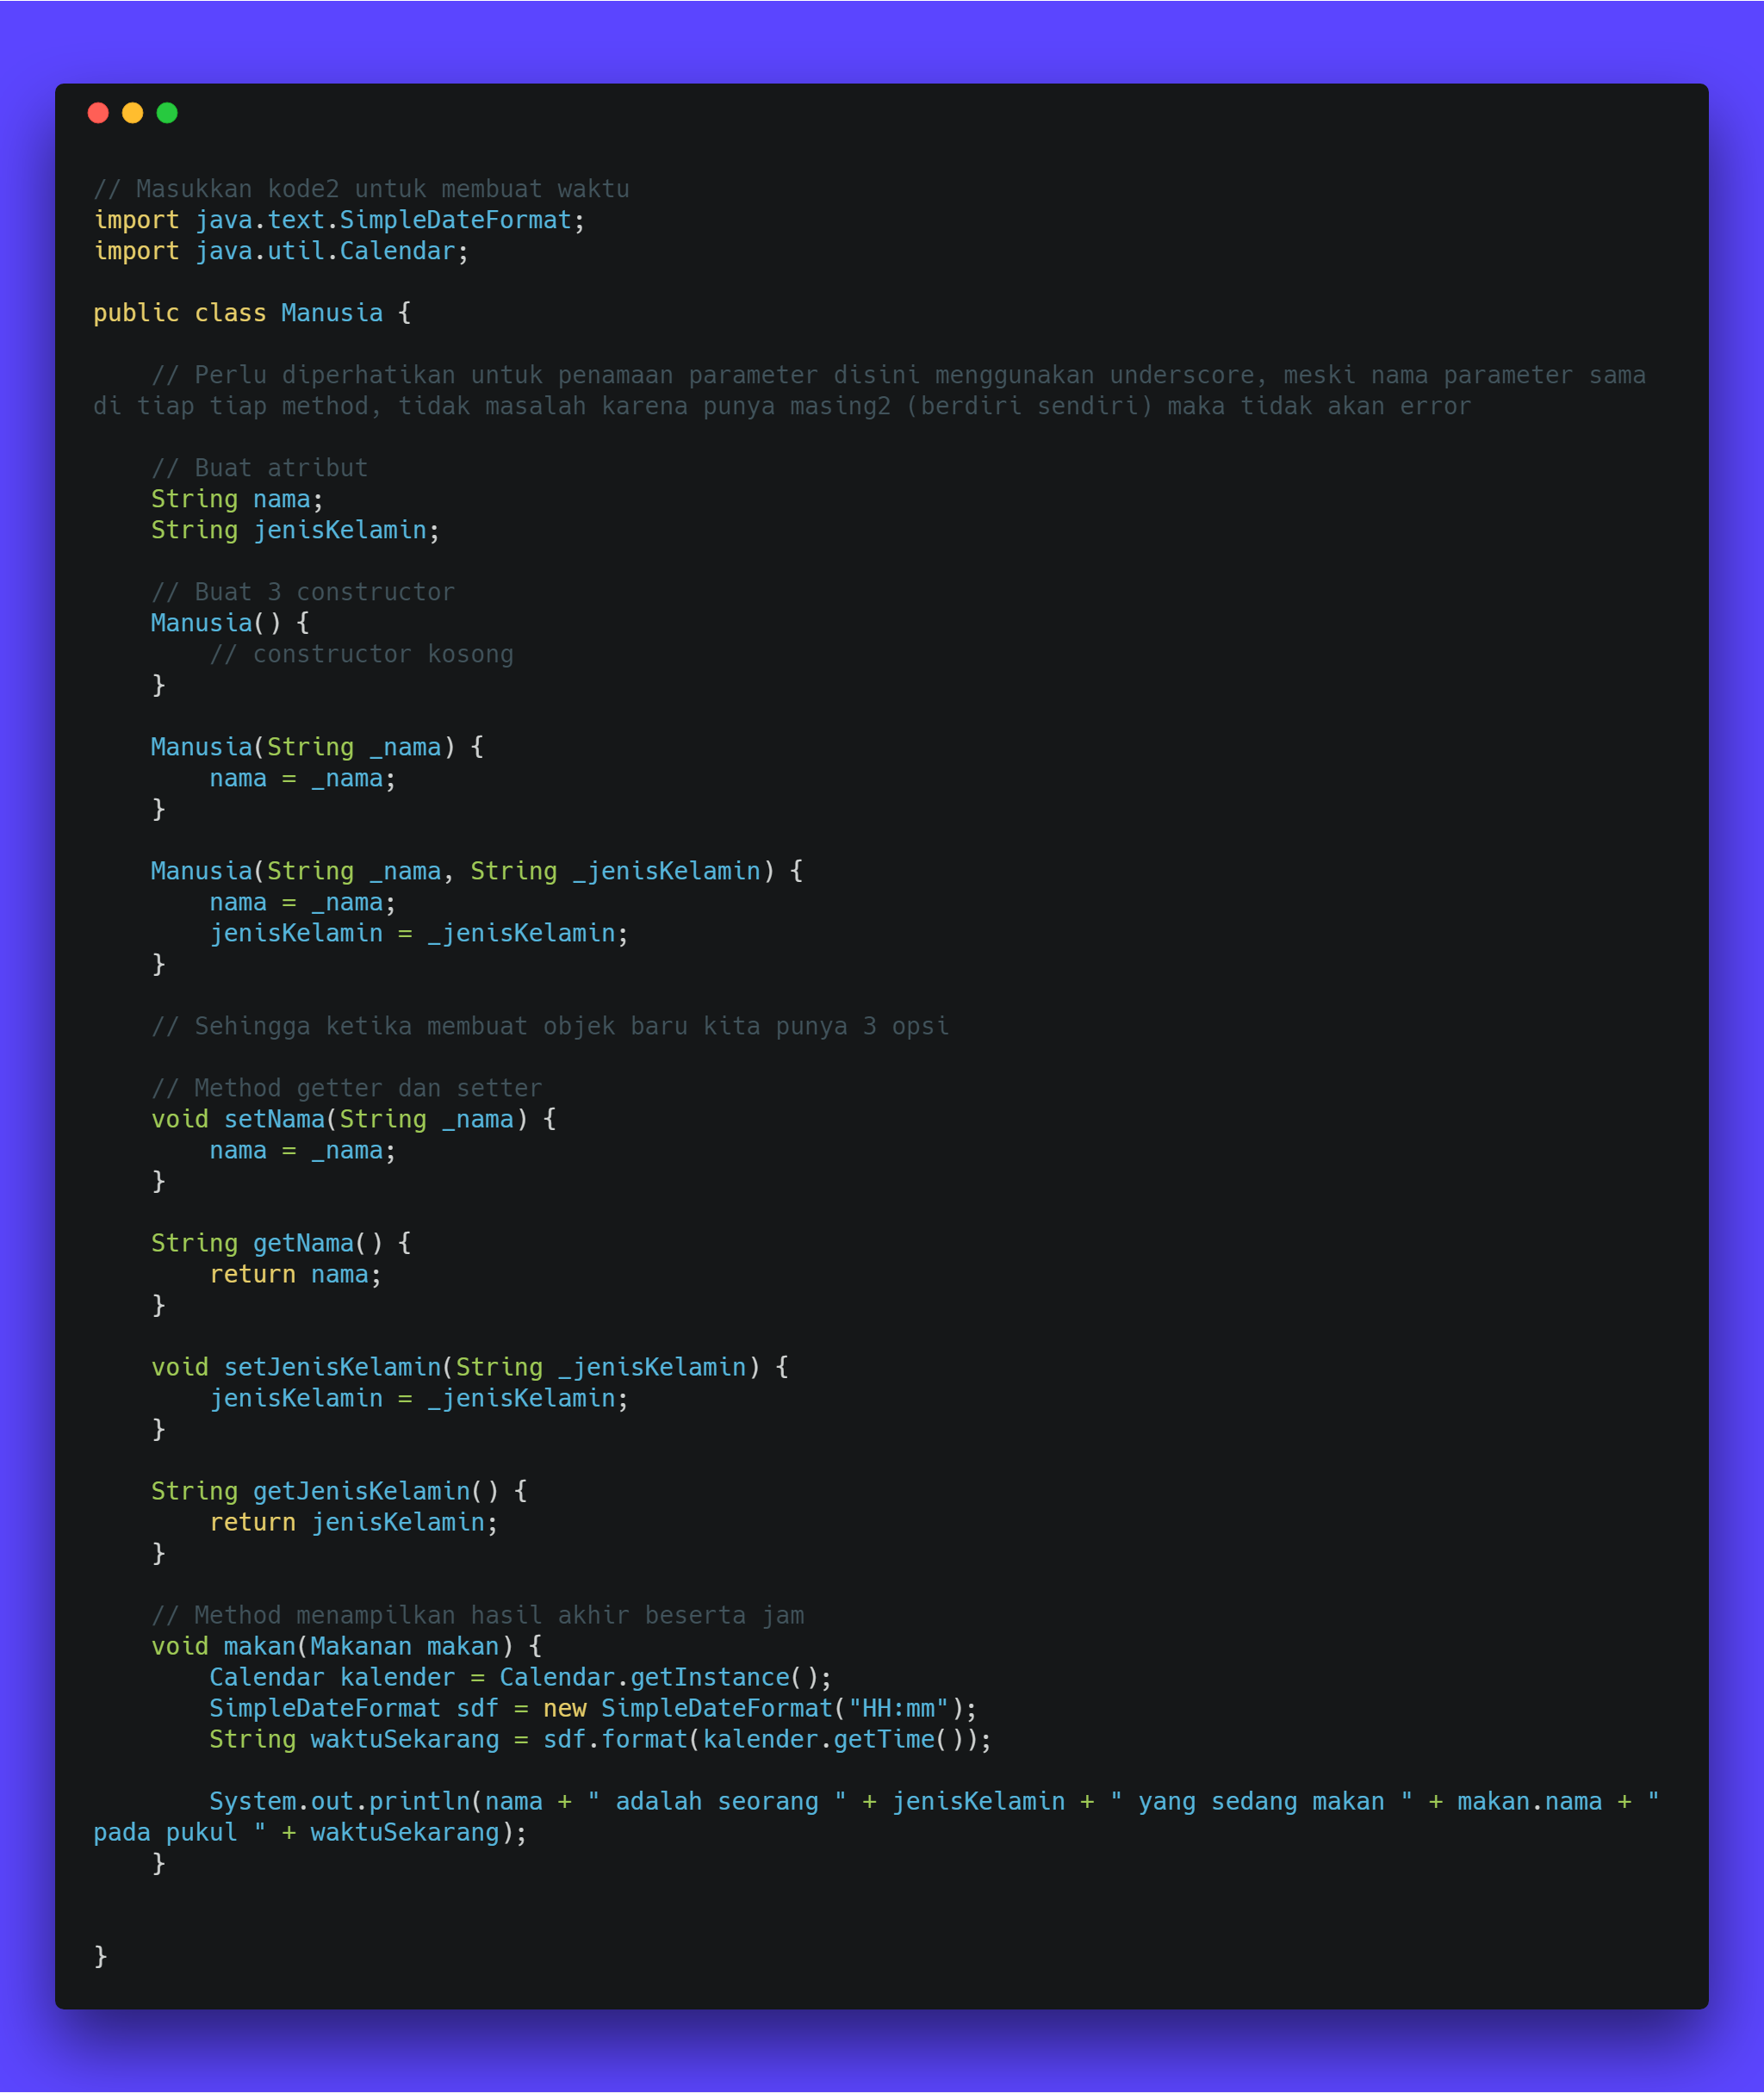 // Masukkan kode2 untuk membuat waktu
import java.text.SimpleDateFormat;
import java.util.Calendar;

public class Manusia {

    // Perlu diperhatikan untuk penamaan parameter disini menggunakan underscore, meski nama parameter sama
di tiap tiap method, tidak masalah karena punya masing2 (berdiri sendiri) maka tidak akan error

    // Buat atribut
    String nama;
    String jenisKelamin;

    // Buat 3 constructor
    Manusia() {
        // constructor kosong
    }

    Manusia(String _nama) {
        nama = _nama;
    }

    Manusia(String _nama, String _jenisKelamin) {
        nama = _nama;
        jenisKelamin = _jenisKelamin;
    }

    // Sehingga ketika membuat objek baru kita punya 3 opsi

    // Method getter dan setter
    void setNama(String _nama) {
        nama = _nama;
    }

    String getNama() {
        return nama;
    }

    void setJenisKelamin(String _jenisKelamin) {
        jenisKelamin = _jenisKelamin;
    }

    String getJenisKelamin() {
        return jenisKelamin;
    }

    // Method menampilkan hasil akhir beserta jam
    void makan(Makanan makan) {
        Calendar kalender = Calendar.getInstance();
        SimpleDateFormat sdf = new SimpleDateFormat("HH:mm");
        String waktuSekarang = sdf.format(kalender.getTime());

        System.out.println(nama + " adalah seorang " + jenisKelamin + " yang sedang makan " + makan.nama + "
pada pukul " + waktuSekarang);
    }


}